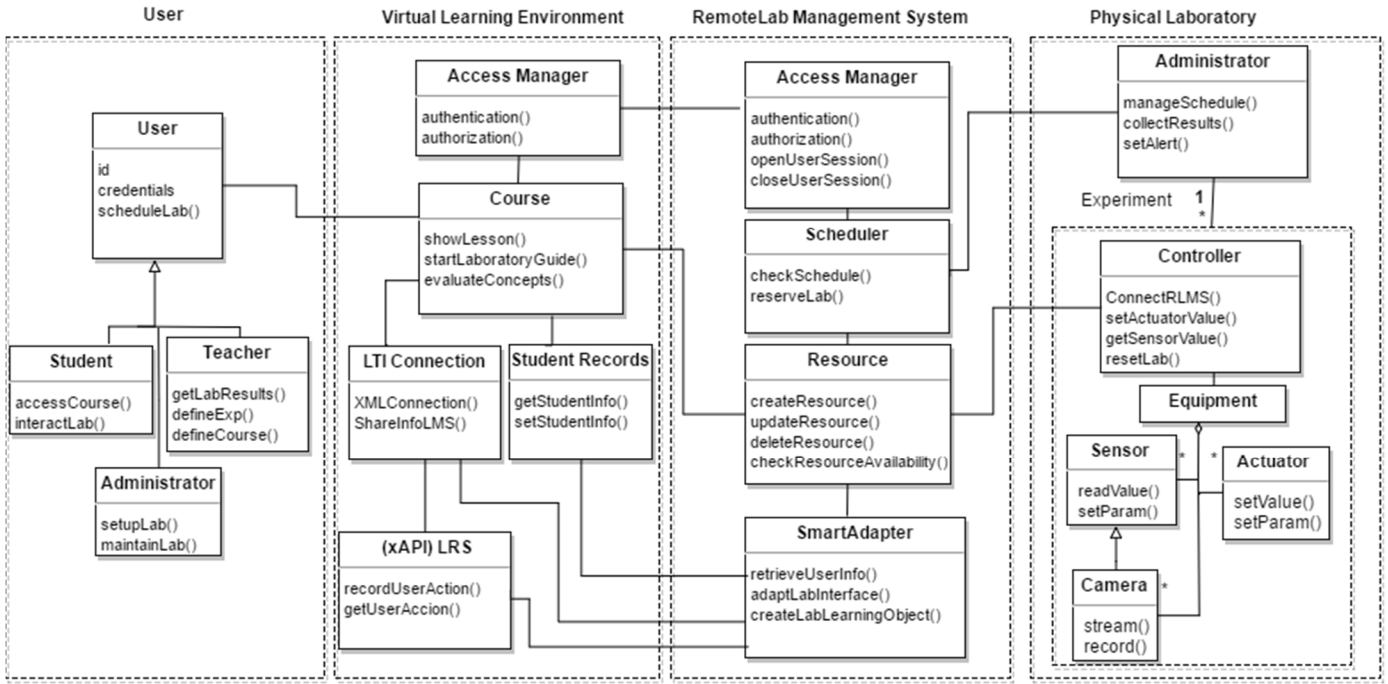 User
Virtual Learning Environment
RemoteLab Management System
Physical Laboratory
User
id
credentials
scheduleLab()
Student
accessCourse()
interactLab()
Teacher
getLabResults()
defineExp()
defineCourse()
Administrator
setupLab()
maintainLab()
Access Manager
authentication()
authorization()
Course
showLesson()
startLaboratoryGuide()
evaluateConcepts()
LTI Connection
XMLConnection()
ShareInfoLMS()
Student Records
getStudentInfo()
setStudentInfo()
(xAPI) LRS
recordUserAction()
getUserAccion()
Access Manager
authentication()
authorization()
openUserSession()
closeUserSession()
Scheduler
checkSchedule()
reserveLab()
Resource
createResource()
updateResource()
deleteResource()
checkResourceAvailability()
SmartAdapter
retrieveUserInfo()
adaptLabInterface()
createLabLearningObject()
Administrator
manageSchedule()
collectResults()
setAlert()
Experiment
1
*
Controller
ConnectRLMS()
setActuatorValue()
getSensorValue()
resetLab()
Equipment
Sensor
readValue()
setParam()
*
*
Actuator
setValue()
setParam()
Camera
stream()
record()
*